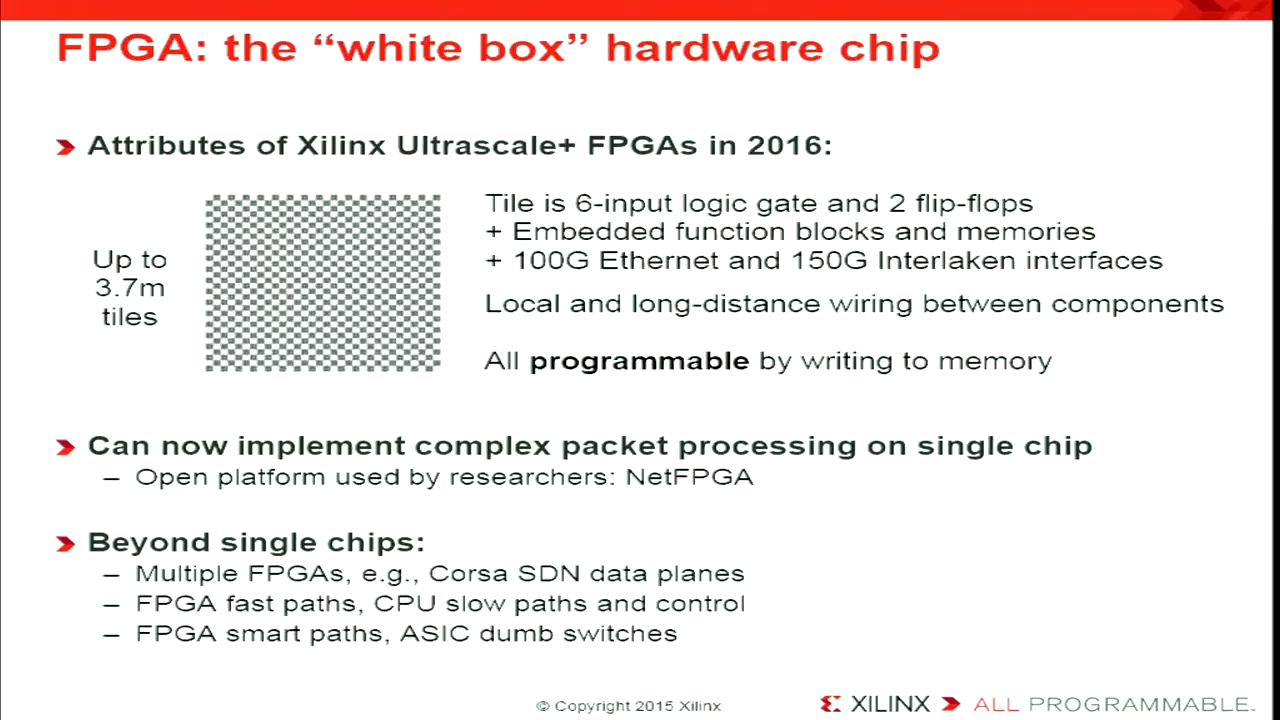 FPGA: the “white box” hardware chip
Attributes of Xilinx Ultrascale+ FPGAs in 2016:
Up to
3.7m
tiles
Tile is 6-input logic gate and 2 flip-flops
+ Embedded function blocks and memories
+ 100G Ethernet and 150G Interlaken interfaces
Local and long-distance wiring between components
All programmable by writing to memory
Can now implement complex packet processing on single chip
– Open platform used by researchers: NetFPGA
Beyond single chips:
– Multiple FPGAs, e.g., Corsa SDN data planes
– FPGA fast paths, CPU slow paths and control
– FPGA smart paths, ASIC dumb switches
© Copyright 2015 Xilinx
XILINX ALL PROGRAMMABLE.